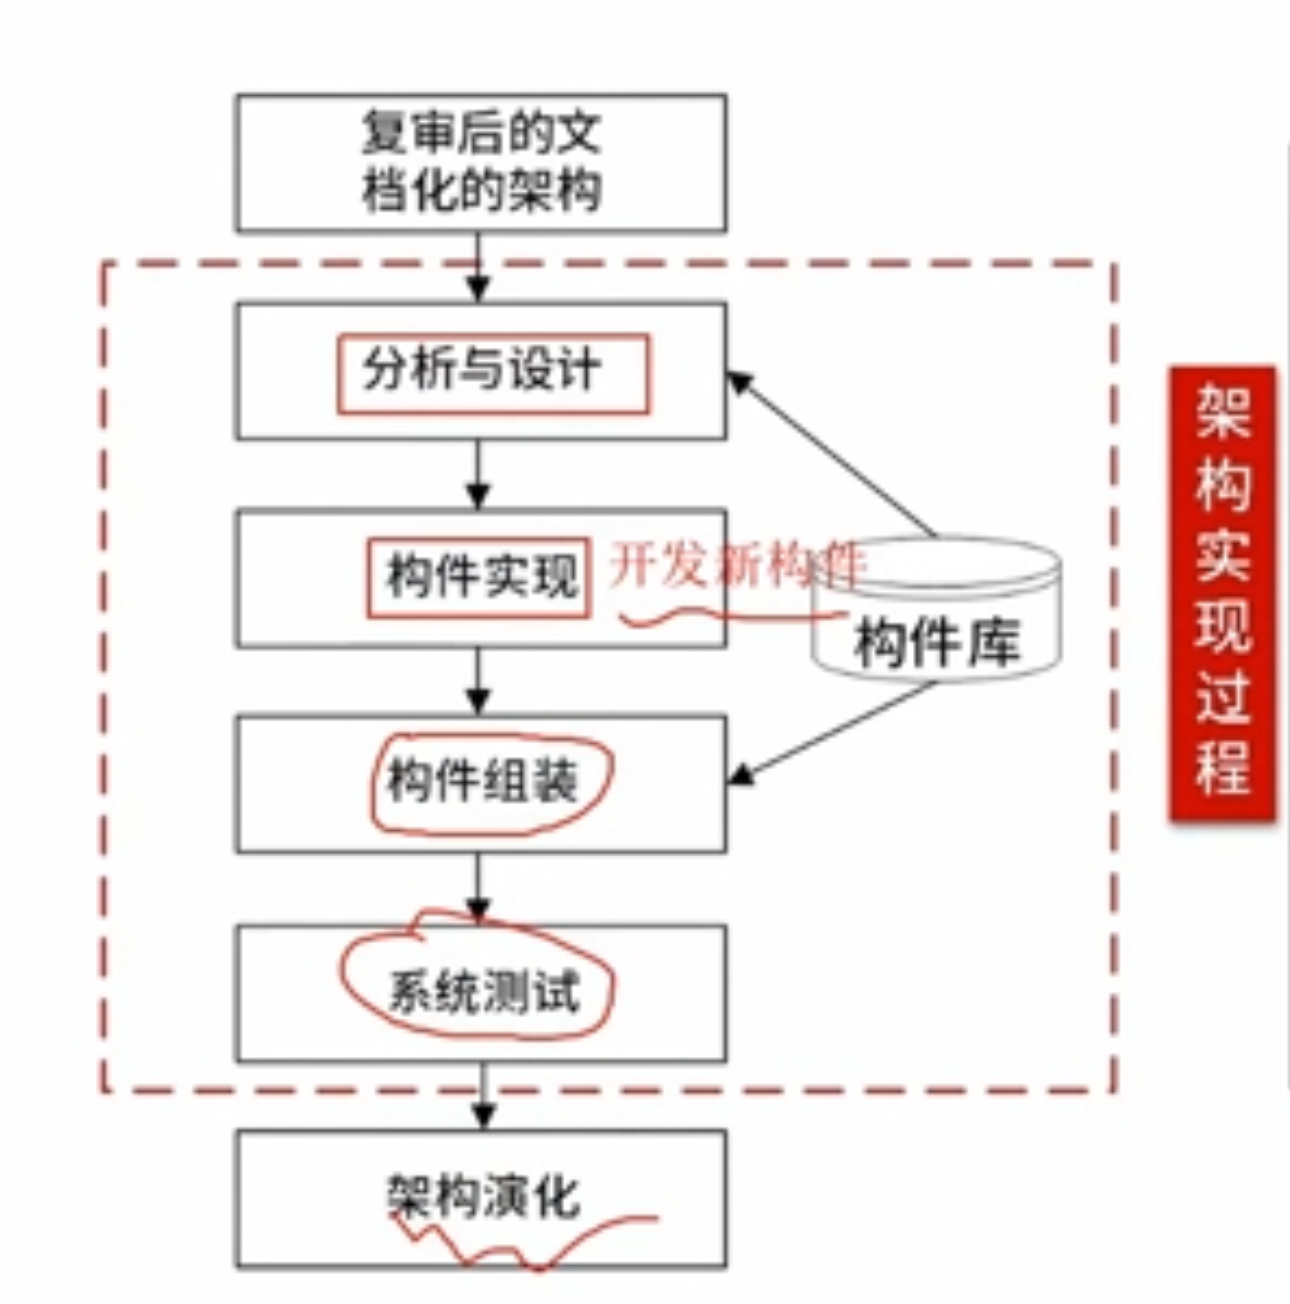 复审后的文
档化的架构
分析与设计
构件实现
开发新构件
构件库
构件组装
系统测试
架构演化
架构实现过程